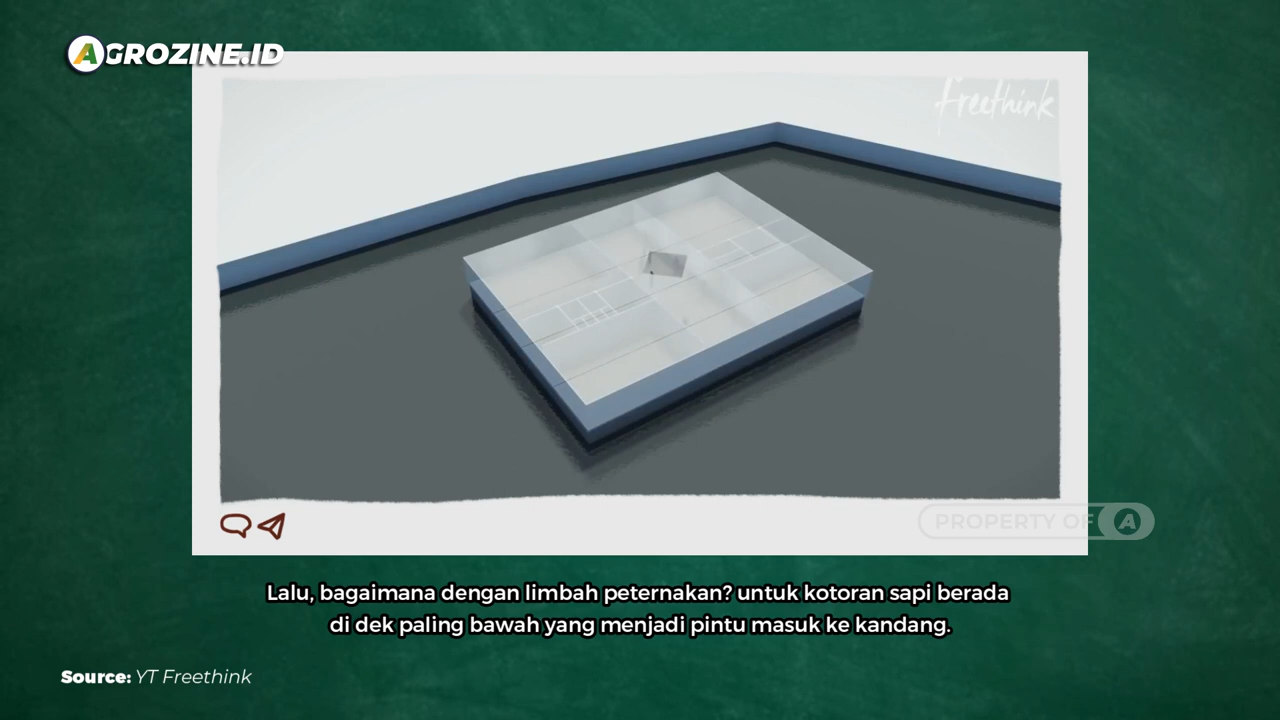 AGROZINE.ID
freethink
PROPERTY OF A
Lalu, bagaimana dengan limbah peternakan? untuk kotoran sapi berada
di dek paling bawah yang menjadi pintu masuk ke kandang.
Source: YT Freethink